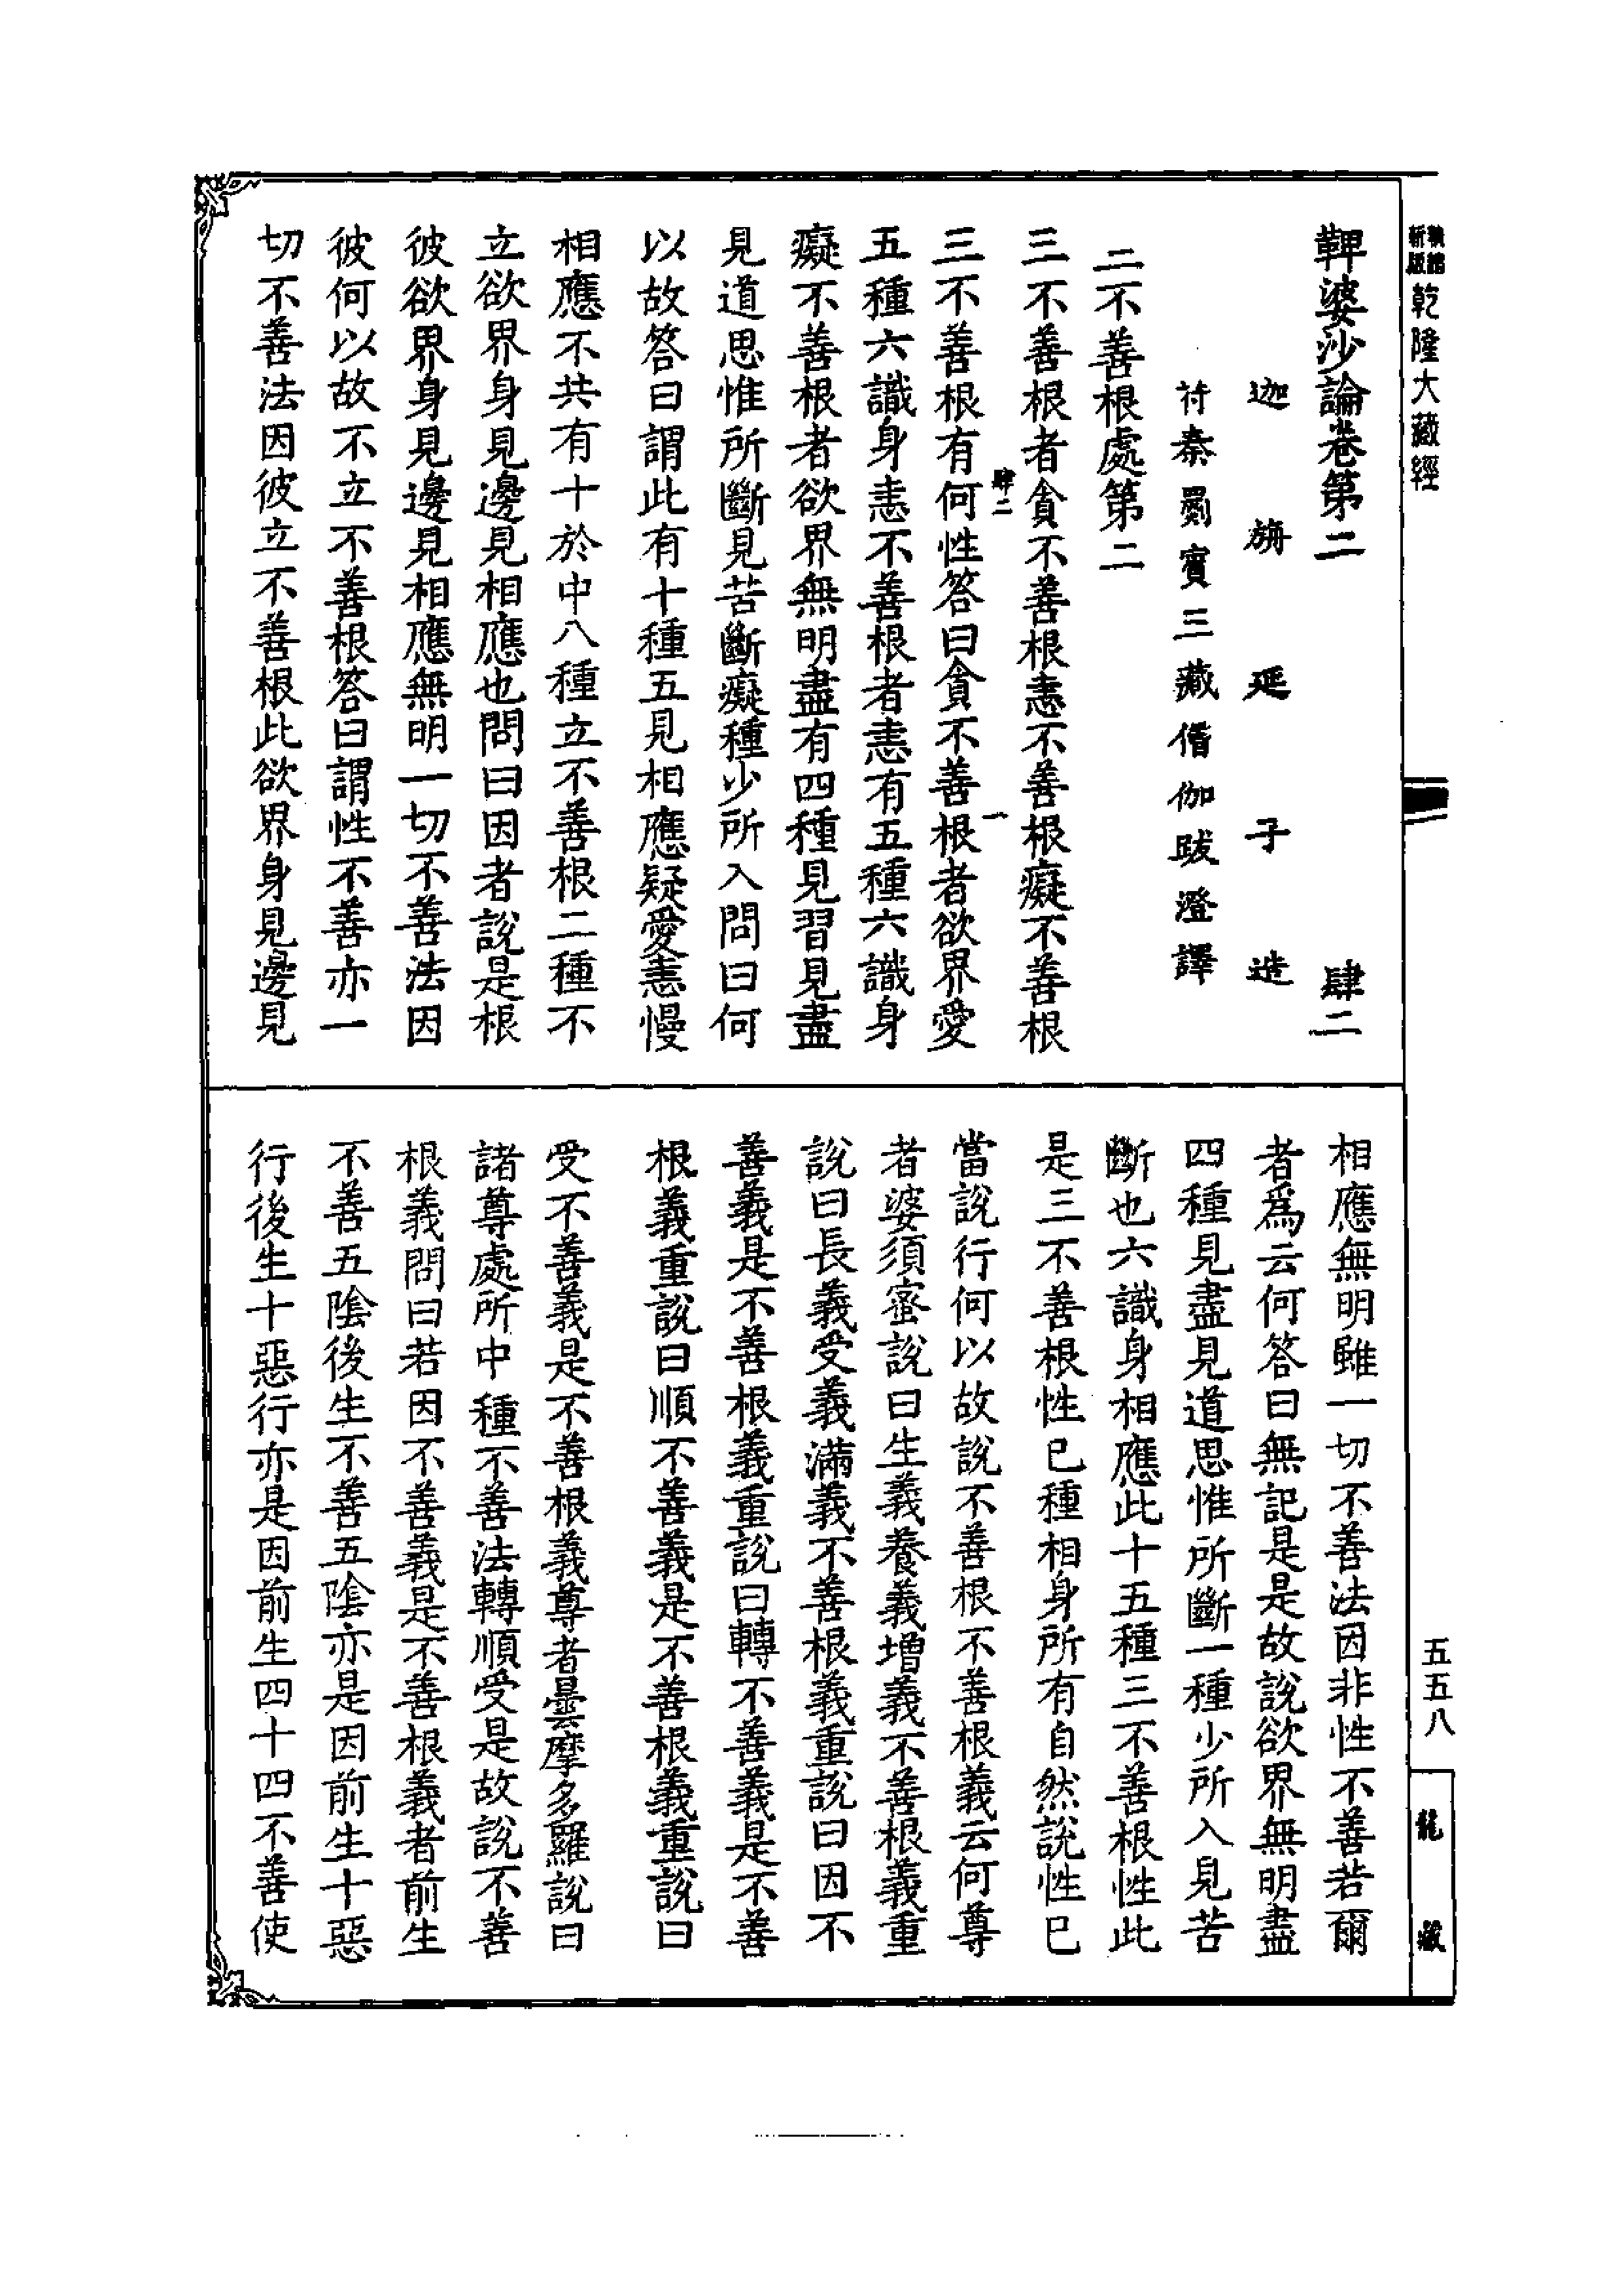 乾隆大藏經
鞞婆沙論卷第二　肆二
迦旃延子造
符秦罽賓三藏僧伽跋澄譯
二不善根處第二
三不善根者貪不善根恚不善根癡不善根
肆二　一
三不善根有何性答曰貪不善根者欲界愛
五種六識身恚不善根者恚有五種六識身
癡不善根者欲界無明盡有四種見習見盡
見道思惟所斷見苦斷癡種少所入問曰何
以故答曰謂此有十種五見相應疑愛恚慢
相應不共有十於中八種立不善根二種不
立欲界身見邊見相應也問曰因者說是根
彼欲界身見邊見相應無明一切不善法因
彼何以故不立不善根答曰謂性不善亦一
切不善法因彼立不善根此欲界身見邊見
相應無明雖一切不善法因非性不善若爾
者爲云何答曰無記是是故說欲界無明盡
四種見盡見道思惟所斷一種少所入見苦
斷也六識身相應此十五種三不善根性此
是三不善根性已種相身所有自然說性已
當說行何以故說不善根不善根義云何尊
者婆須蜜說曰生義養義增義不善根義重
說曰長義受義滿義不善根義重說曰因不
善義是不善根義重說曰轉不善義是不善
根義重說曰順不善義是不善根義重說曰
受不善義是不善根義尊者曇摩多羅說曰
諸尊處所中種不善法轉順受是故說不善
根義問曰若因不善義是不善根義者前生
不善五陰後生不善五陰亦是因前生十惡
行後生十惡行亦是因前生四十四不善使
五五八
龍藏